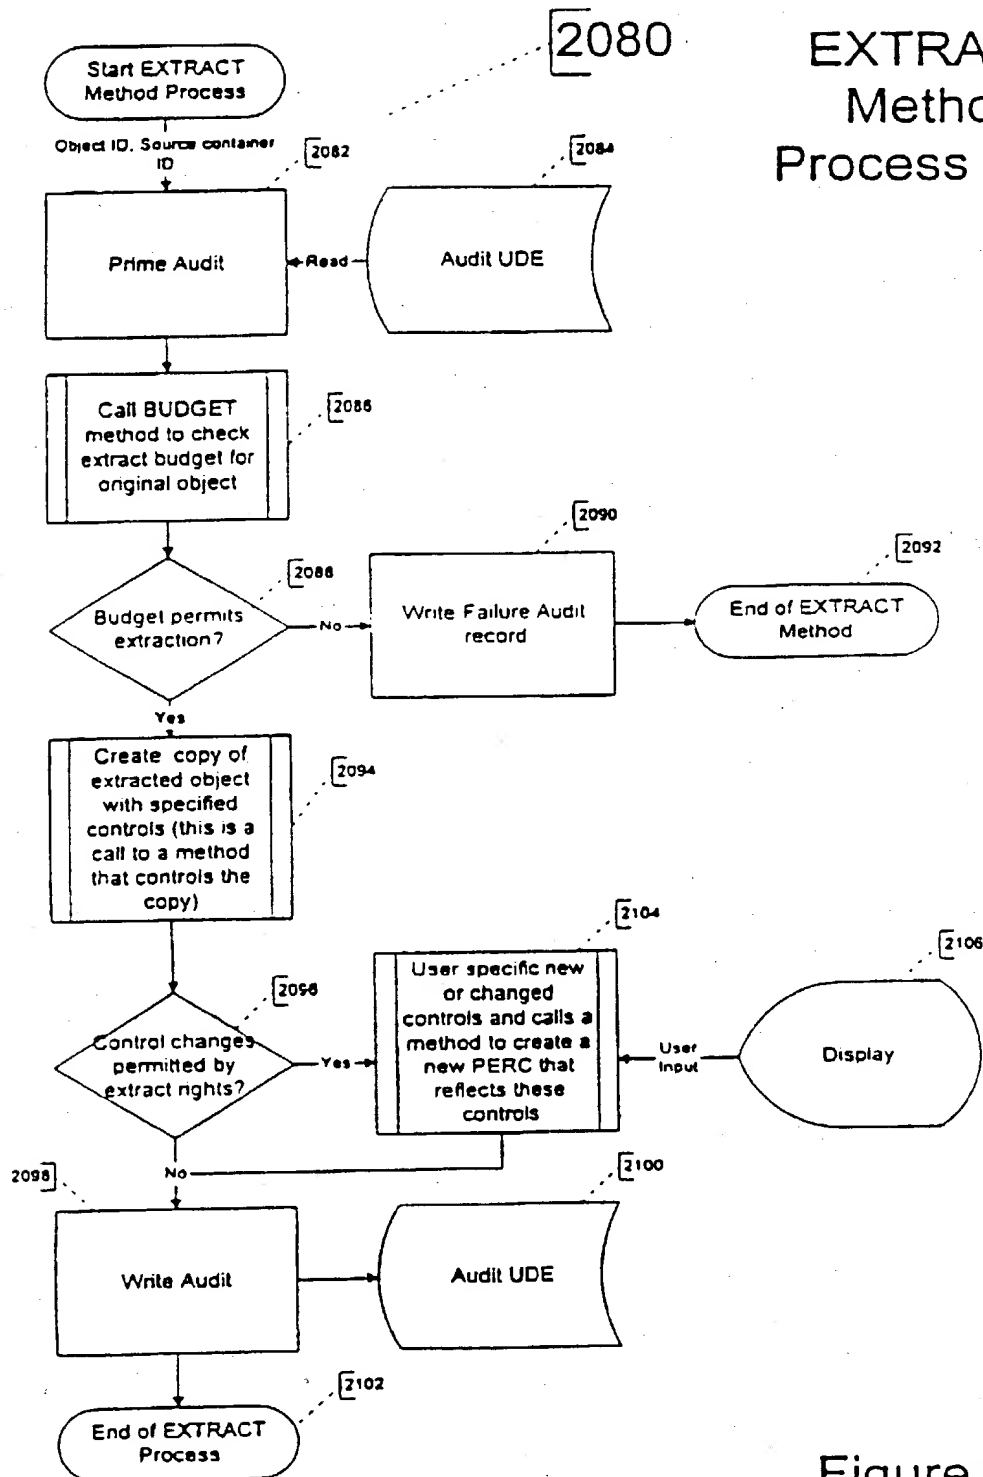 2080
EXTRA
Metho
Process
Start EXTRACT
Method Process
Object ID, Source container
ID
2082
2084
Prime Audit
Read
Audit UDE
Call BUDGET
method to check
extract budget for
original object
2086
2090
2092
2088
Budget permits
extraction?
No
Write Failure Audit
record
End of EXTRACT
Method
Yes
Create copy of
extracted object
with specified
controls (this is a
call to a method
that controls the
copy)
2094
2104
2106
2096
User specific new
or changed
controls and calls a
method to create a
new PERC that
reflects these
controls
Control changes
permitted by
extract rights?
Yes
User
Input
Display
No
2098
2100
Write Audit
Audit UDE
2102
End of EXTRACT
Process
Figure